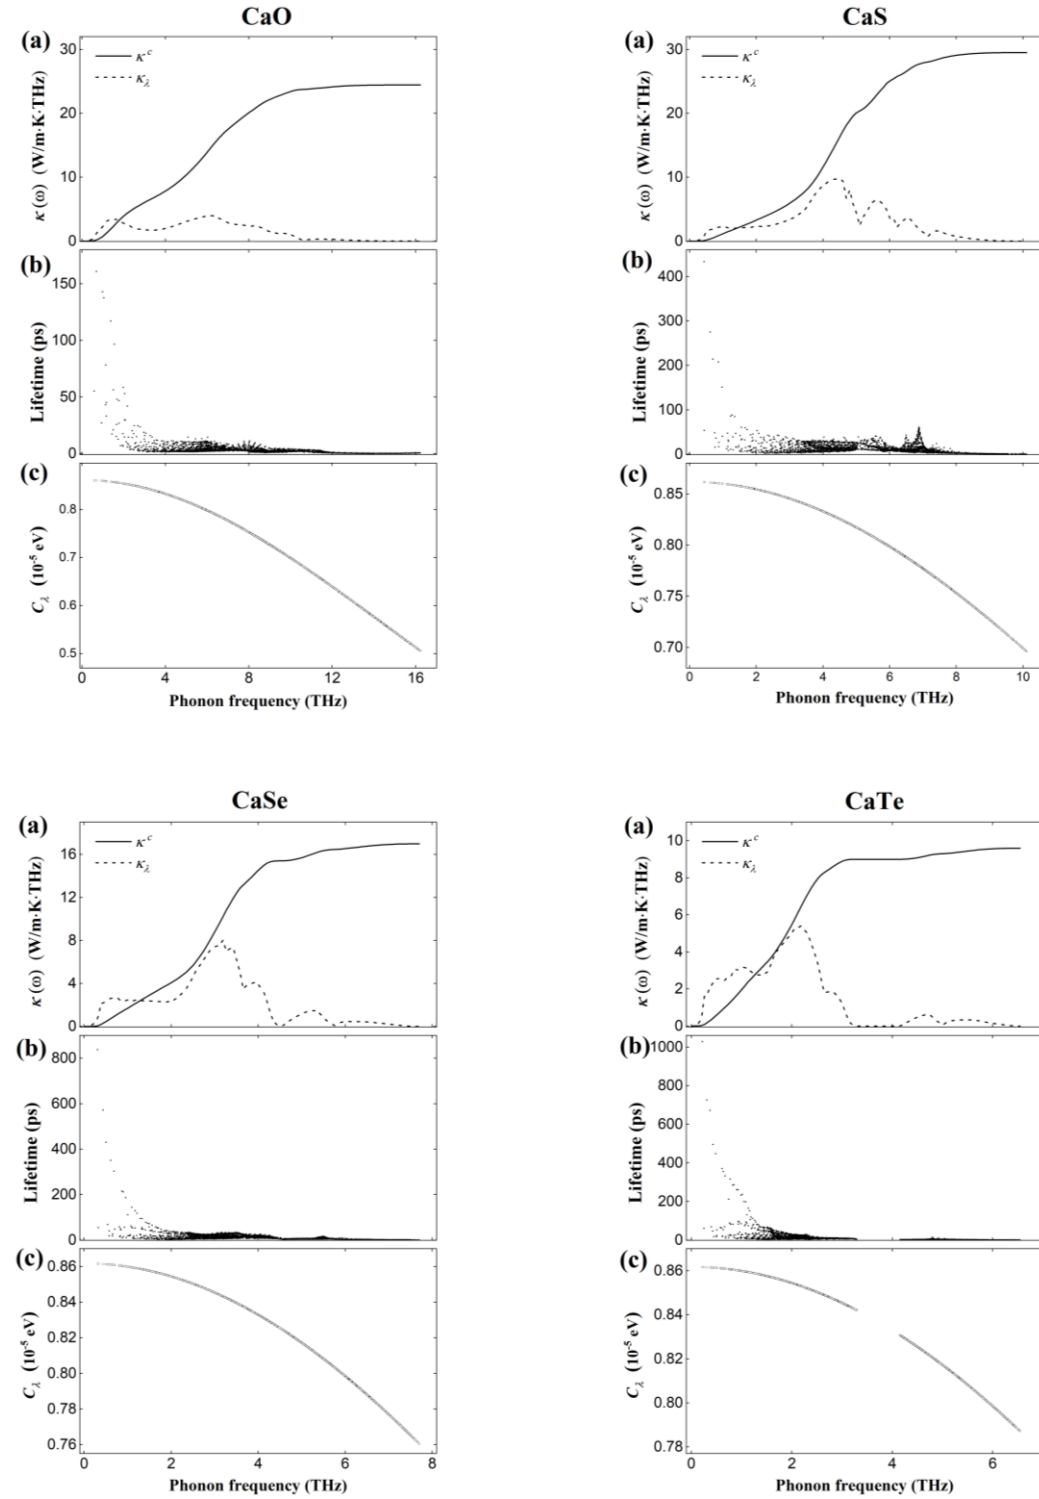 CaO
(a)
κ^c
κ_λ
κ (ω) (W/m·K·THz)
30
20
10
0
(b)
Lifetime (ps)
150
100
50
0
(c)
C_λ (10^-5 eV)
0.8
0.7
0.6
0.5
0 4 8 12 16
Phonon frequency (THz)
CaS
(a)
κ^c
κ_λ
κ (ω) (W/m·K·THz)
30
20
10
0
(b)
Lifetime (ps)
400
300
200
100
0
(c)
C_λ (10^-5 eV)
0.85
0.80
0.75
0.70
0 2 4 6 8 10
Phonon frequency (THz)
CaSe
(a)
κ^c
κ_λ
κ (ω) (W/m·K·THz)
16
12
8
4
0
(b)
Lifetime (ps)
800
600
400
200
0
(c)
C_λ (10^-5 eV)
0.86
0.84
0.82
0.80
0.78
0.76
0 2 4 6 8
Phonon frequency (THz)
CaTe
(a)
κ^c
κ_λ
κ (ω) (W/m·K·THz)
10
8
6
4
2
0
(b)
Lifetime (ps)
1000
800
600
400
200
0
(c)
C_λ (10^-5 eV)
0.86
0.84
0.82
0.80
0.78
0 2 4 6
Phonon frequency (THz)